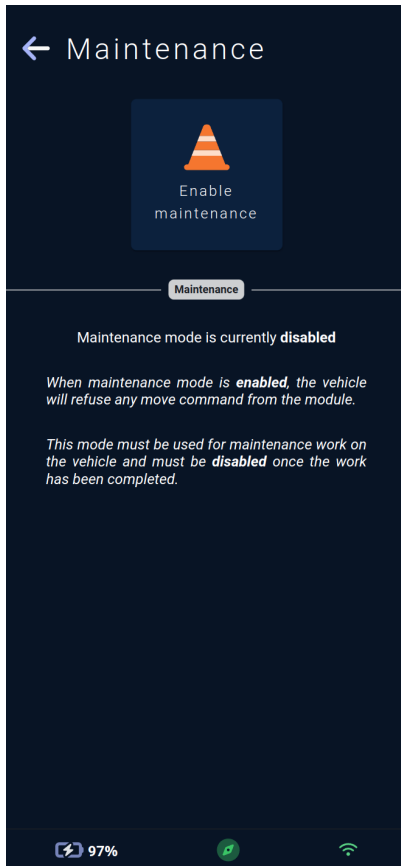 Maintenance
Enable
maintenance
Maintenance
Maintenance mode is currently disabled
When maintenance mode is enabled, the vehicle
will refuse any move command from the module.
This mode must be used for maintenance work on
the vehicle and must be disabled once the work
has been completed.
97%